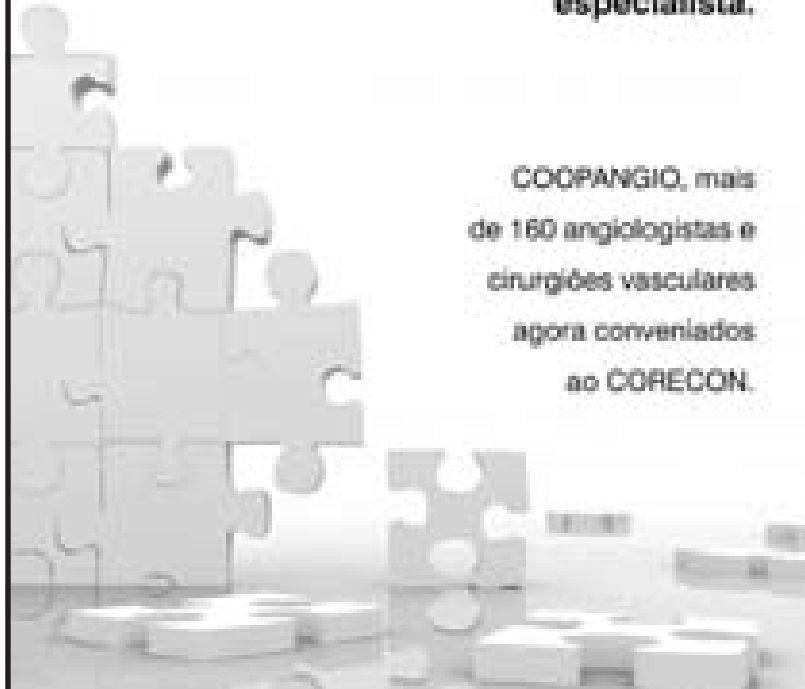 especialista.
COOPANGIO, mais
de 160 angiologistas e
cirurgiões vasculares
agora conveniados
ao CORECON.